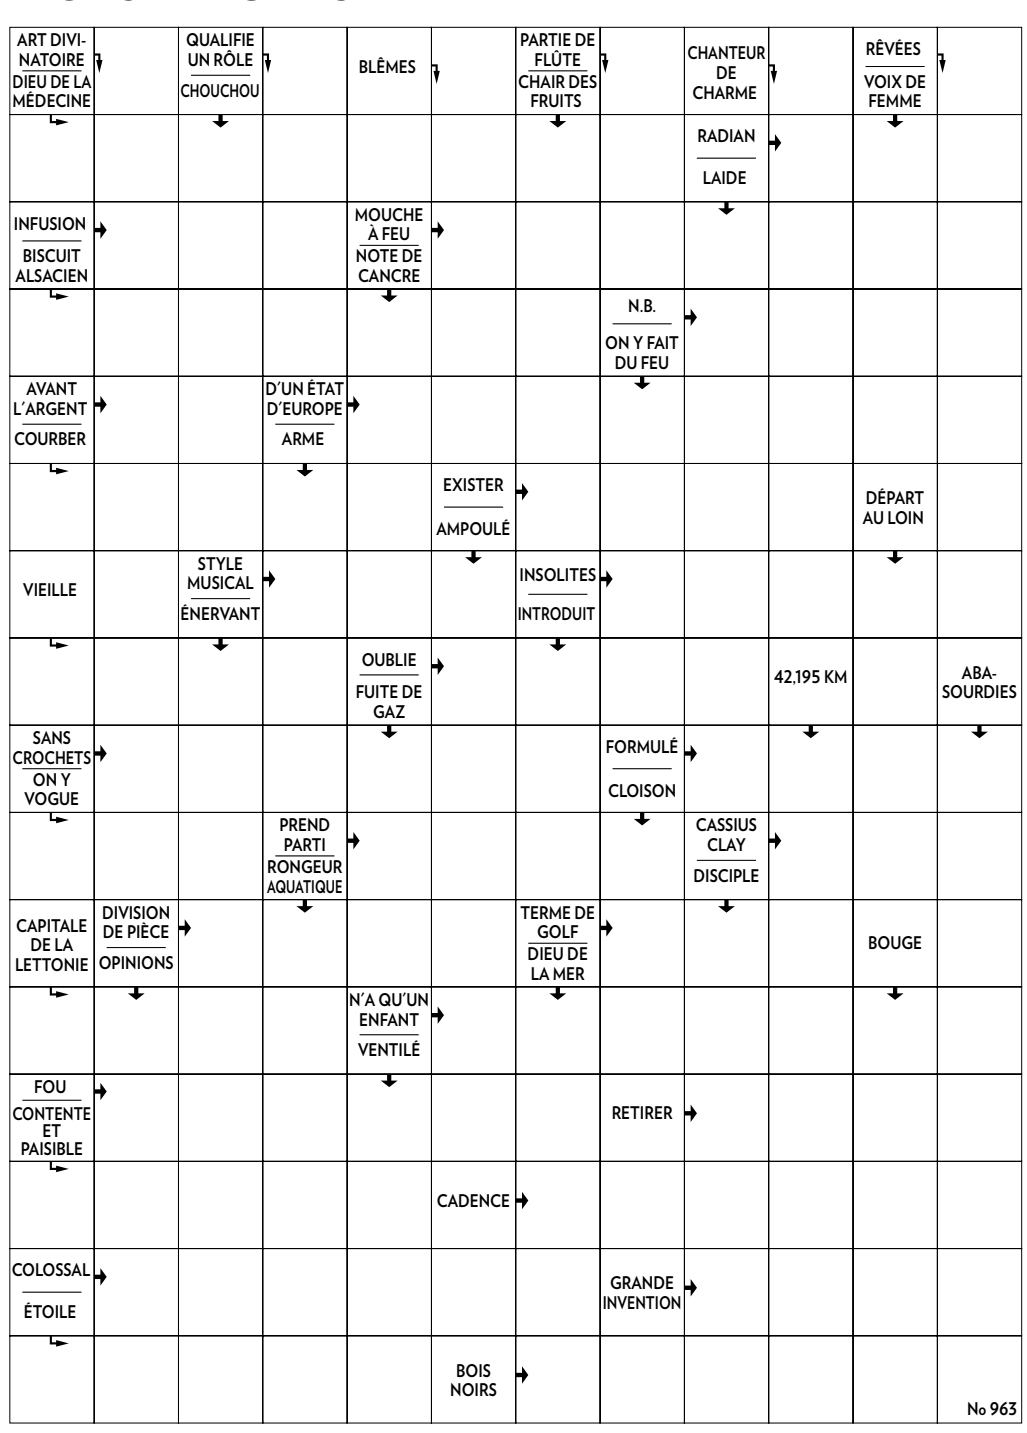 ART DIVI-
NATOIRE
DIEU DE LA
MÉDECINE
QUALIFIE
UN RÔLE
CHOUCHOU
BLÊMES
PARTIE DE
FLÛTE
CHAIR DES
FRUITS
CHANTEUR
DE
CHARME
RÊVÉES
VOIX DE
FEMME
RADIAN
LAIDE
INFUSION
BISCUIT
ALSACIEN
MOUCHE
À FEU
NOTE DE
CANCRE
N.B.
ON Y FAIT
DU FEU
AVANT
L'ARGENT
COURBER
D'UN ÉTAT
D'EUROPE
ARME
EXISTER
AMPOULÉ
DÉPART
AU LOIN
VIEILLE
STYLE
MUSICAL
ÉNERVANT
INSOLITES
INTRODUIT
OUBLIE
FUITE DE
GAZ
42,195 KM
ABA-
SOURDIES
SANS
CROCHETS
ON Y
VOGUE
FORMULÉ
CLOISON
PREND
PARTI
RONGEUR
AQUATIQUE
CASSIUS
CLAY
DISCIPLE
CAPITALE
DE LA
LETTONIE
DIVISION
DE PIÈCE
OPINIONS
TERME DE
GOLF
DIEU DE
LA MER
BOUGE
N'A QU'UN
ENFANT
VENTILÉ
FOU
CONTENTE
ET
PAISIBLE
RETIRER
CADENCE
COLOSSAL
ÉTOILE
GRANDE
INVENTION
BOIS
NOIRS
No 963